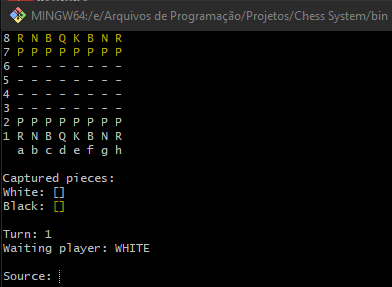 MINGW64:/e/Arquivos de Programação/Projetos/Chess System/bin
8 R N B Q K B N R
7 P P P P P P P P
6 - - - - - - - -
5 - - - - - - - -
4 - - - - - - - -
3 - - - - - - - -
2 P P P P P P P P
1 R N B Q K B N R
a b c d e f g h
Captured pieces:
White: []
Black: []
Turn: 1
Waiting player: WHITE
Source: